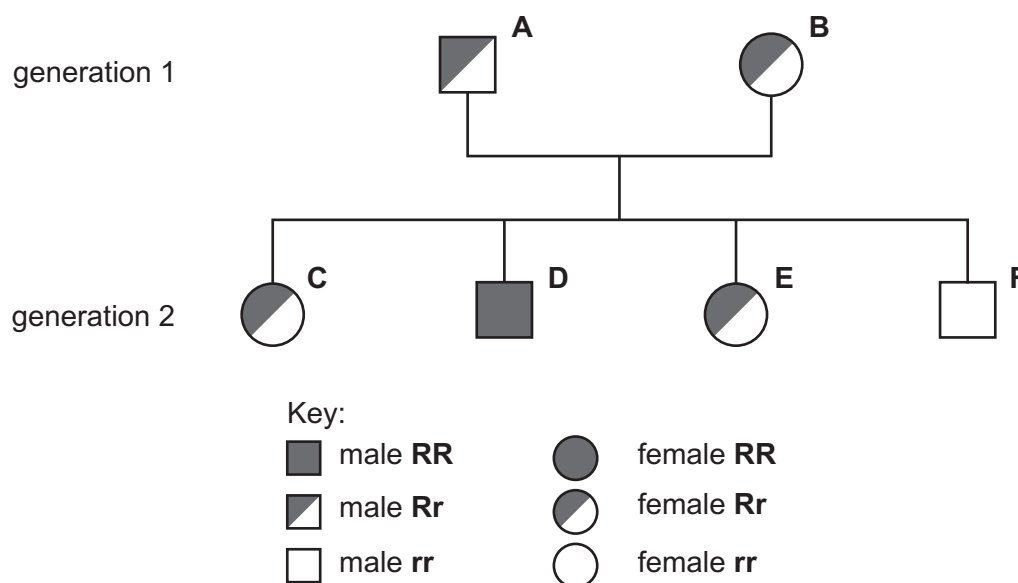 A
B
generation 1
C
D
E
F
generation 2
Key:
male RR
female RR
male Rr
female Rr
male rr
female rr